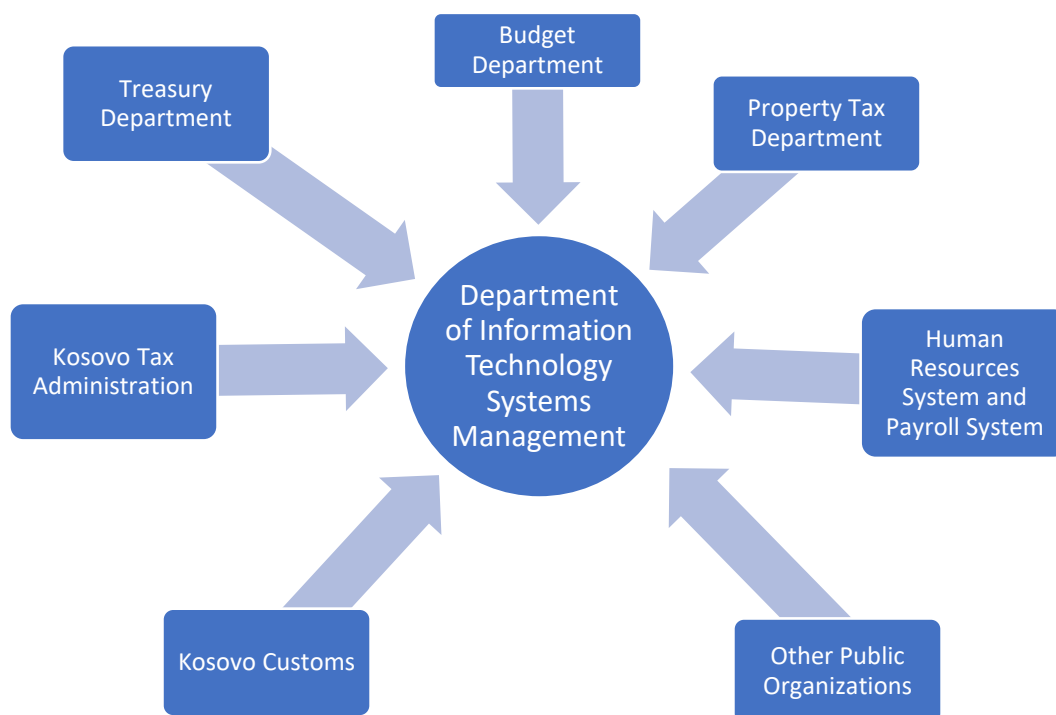 Budget
Department
Treasury
Department
Property Tax
Department
Department
of Information
Technology
Systems
Management
Kosovo Tax
Administration
Human
Resources
System and
Payroll System
Kosovo Customs
Other Public
Organizations